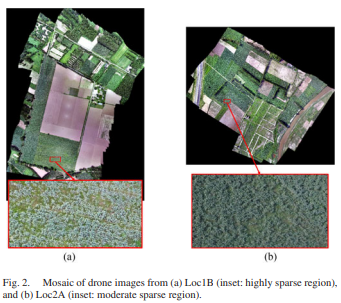 (a)
(b)
Fig. 2. Mosaic of drone images from (a) Loc1B (inset: highly sparse region),
and (b) Loc2A (inset: moderate sparse region).